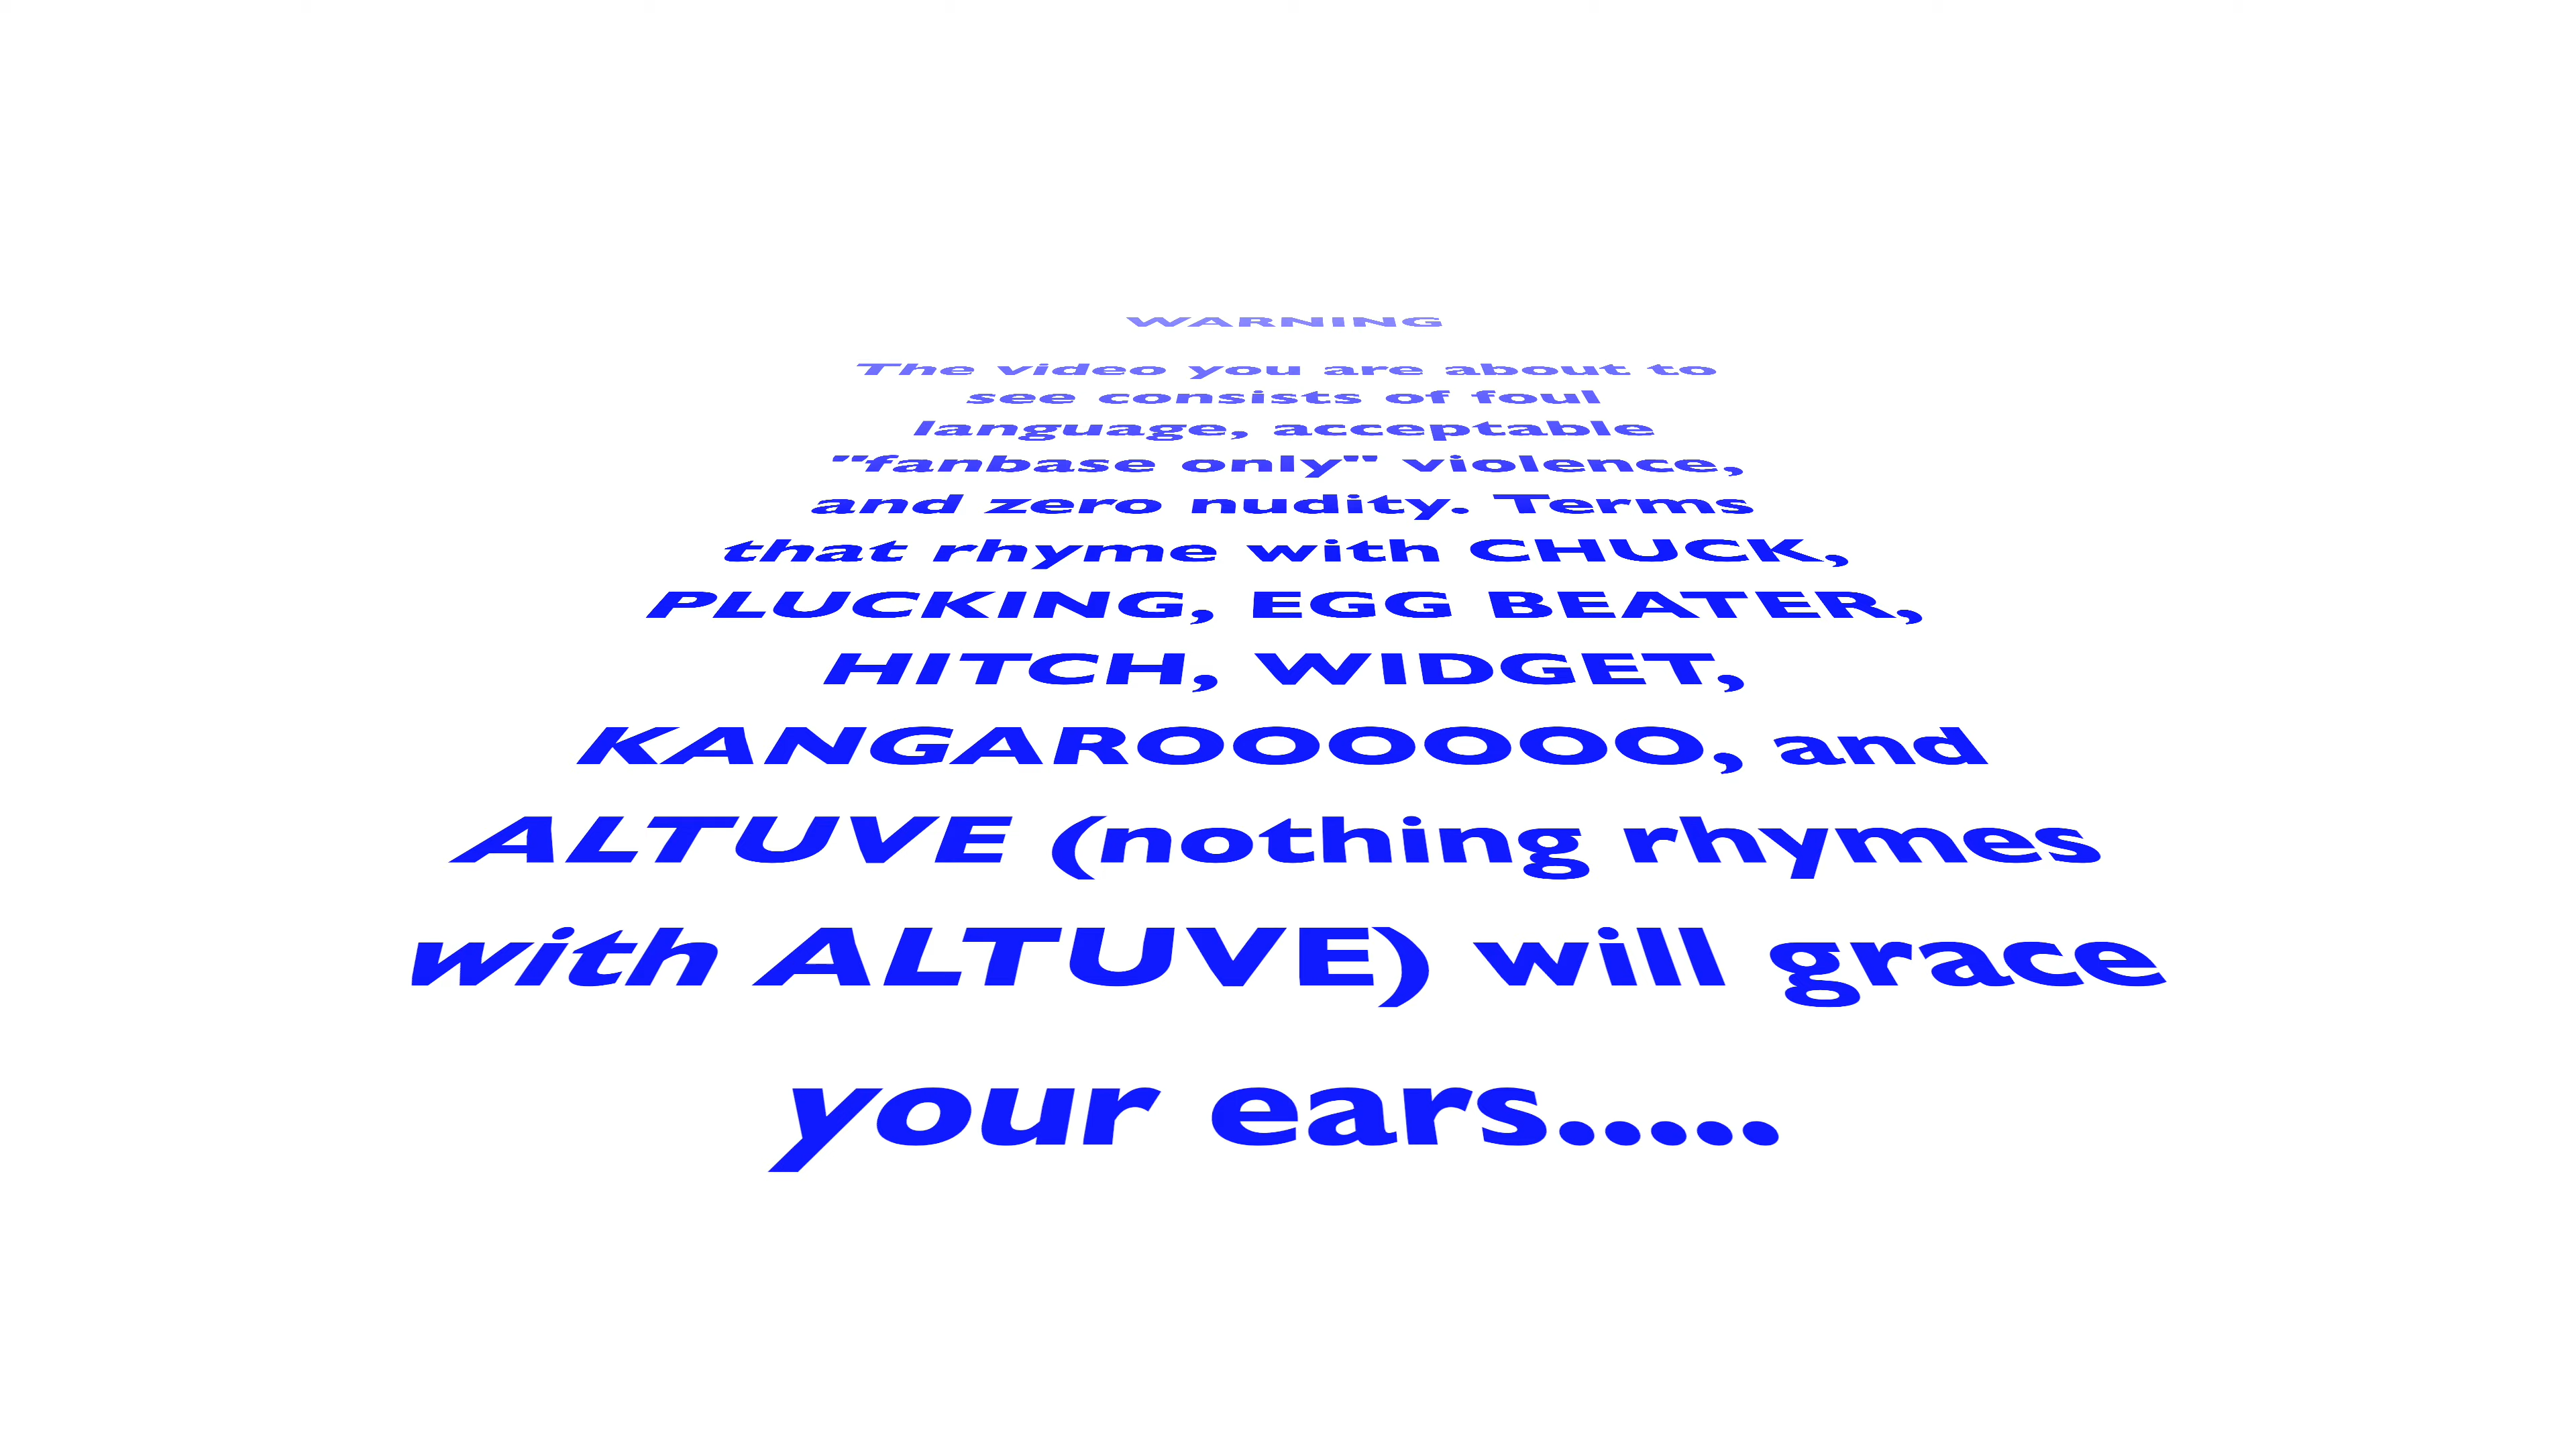 WARNING
The video you are about to
see consists of foul
language, acceptable
"fanbase only" violence,
and zero nudity. Terms
that rhyme with CHUCK,
PLUCKING, EGG BEATER,
HITCH, WIDGET,
KANGAROOOOOO, and
ALTUVE (nothing rhymes
with ALTUVE) will grace
your ears.....